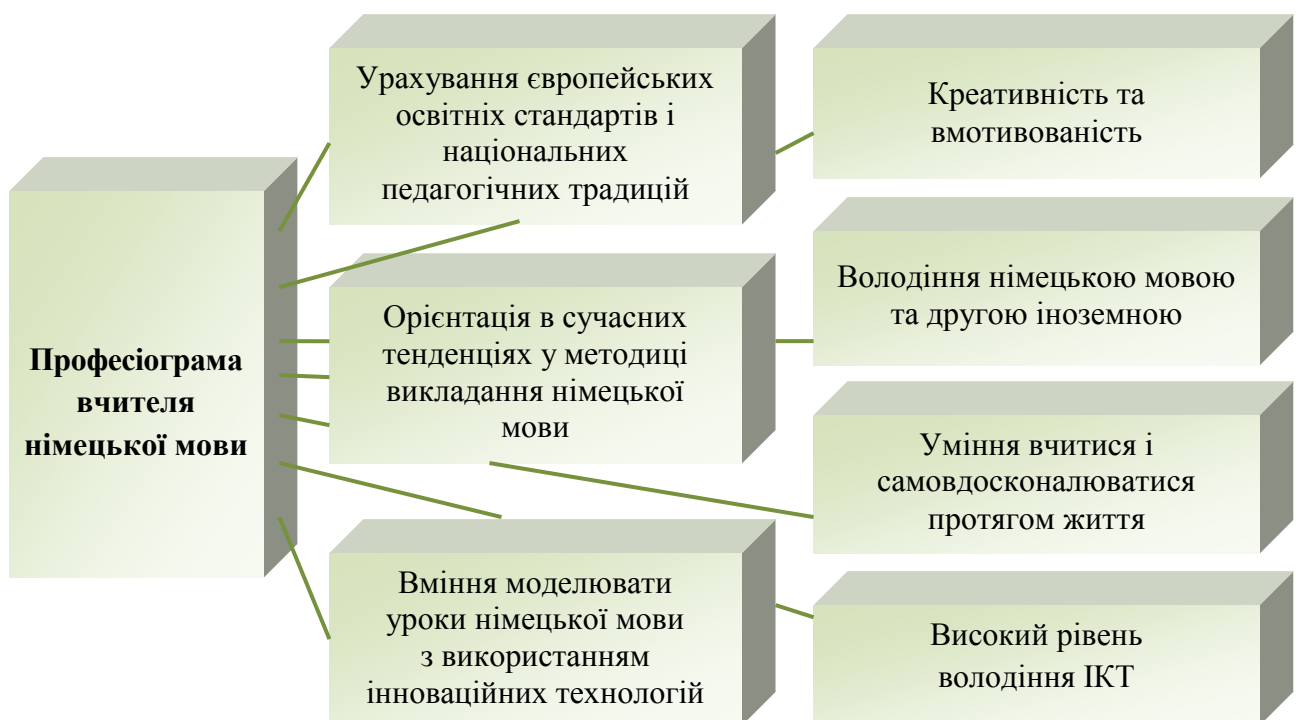 Професіограма
вчителя
німецької мови
Урахування європейських
освітніх стандартів і
національних
педагогічних традицій
Орієнтація в сучасних
тенденціях у методиці
викладання німецької
мови
Вміння моделювати
уроки німецької мови
з використанням
інноваційних технологій
Креативність та
вмотивованість
Володіння німецькою мовою
та другою іноземною
Уміння вчитися і
самовдосконалюватися
протягом життя
Високий рівень
володіння ІКТ